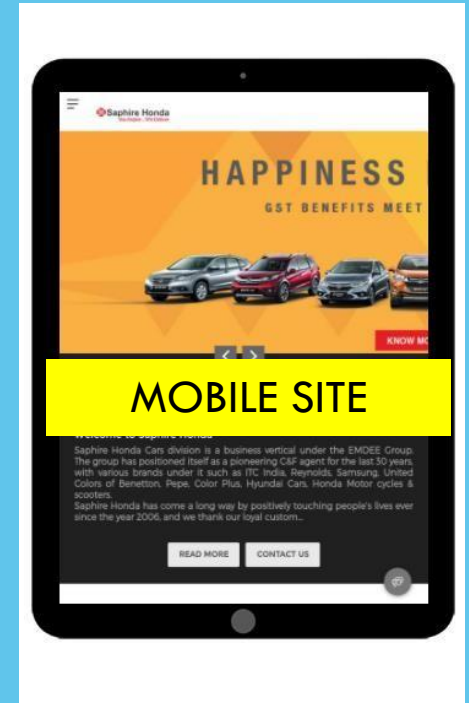 Saphire Honda
HAPPINESS
GST BENEFITS MEET
KNOW MO
MOBILE SITE
Welcome to Saphire Honda
Saphire Honda Cars division is a business vertical under the EMDEE Group.
The group has positioned itself as a pioneering C&F agent for the last 30 years,
with various brands under it such as ITC India, Reynolds, Samsung, United
Colors of Benetton, Pepe, Color Plus, Hyundai Cars, Honda Motor cycles &
scooters.
Saphire Honda has come a long way by positively touching people's lives ever
since the year 2006, and we thank our loyal custom...
READ MORE
CONTACT US